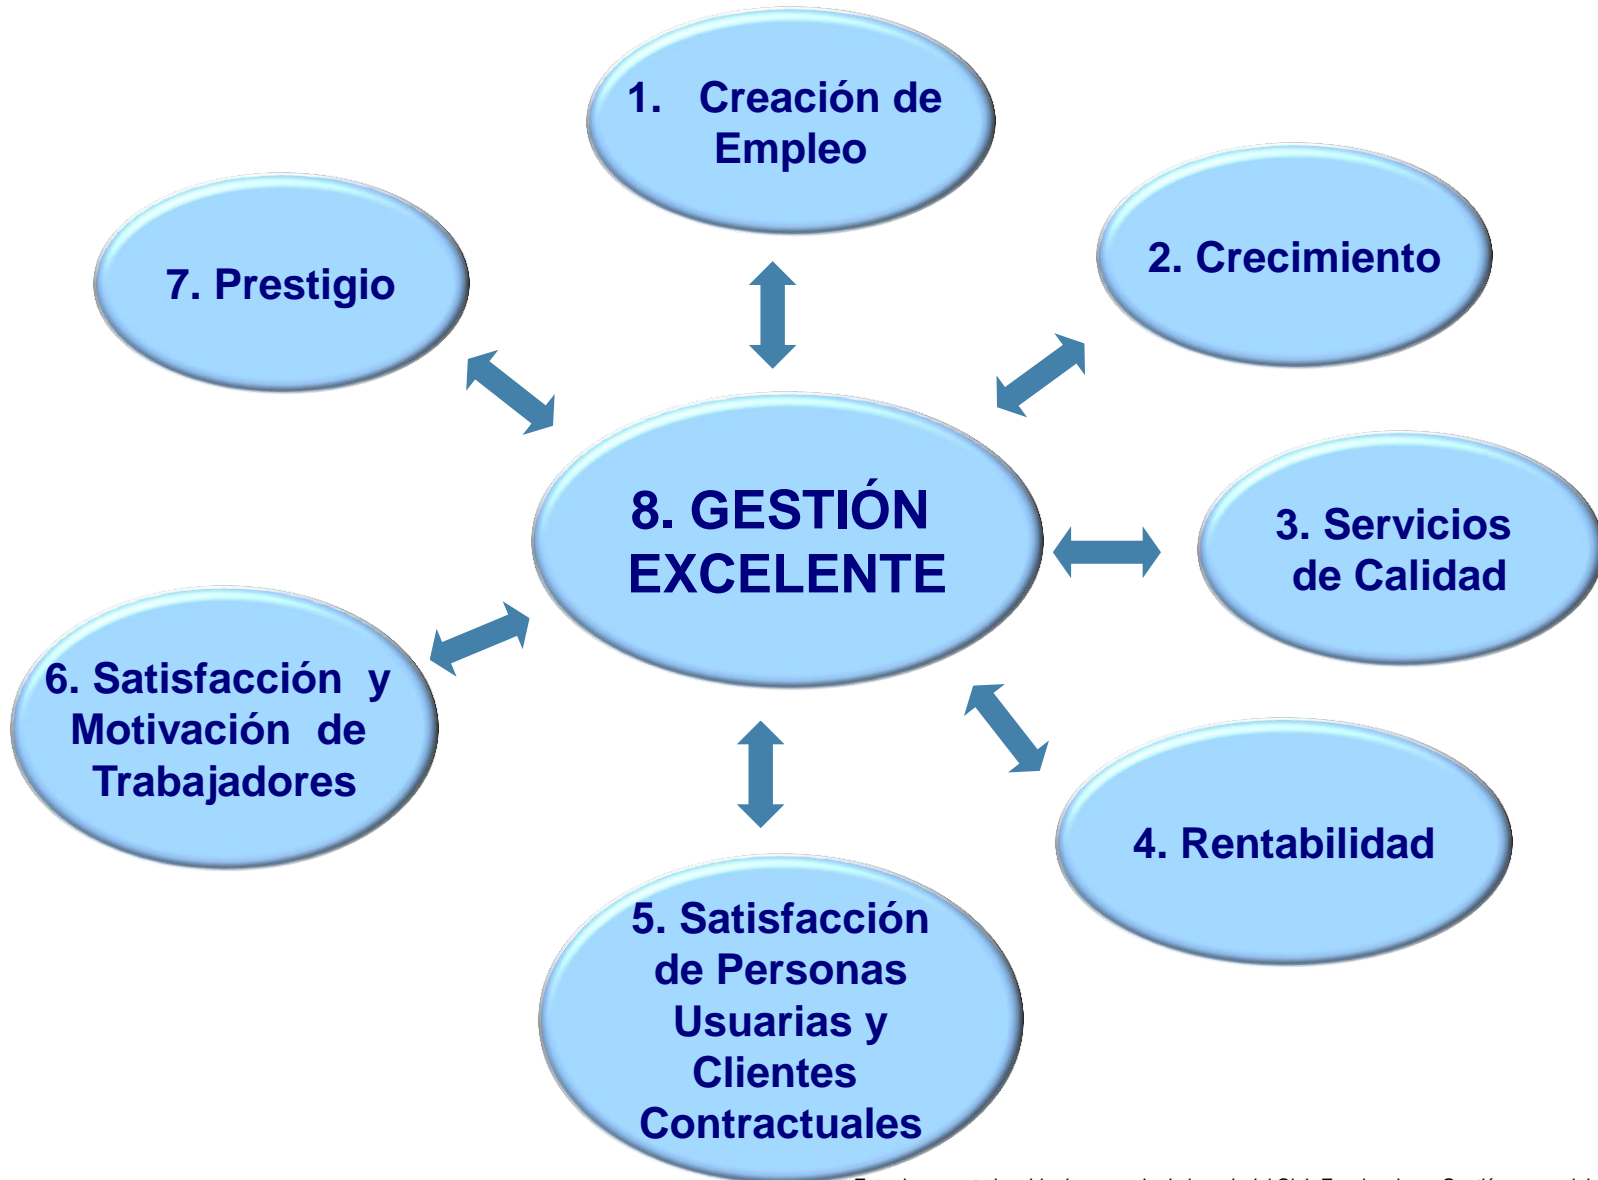 1. Creación de
Empleo
2. Crecimiento
7. Prestigio
8. GESTIÓN
EXCELENTE
3. Servicios
de Calidad
6. Satisfacción y
Motivación de
Trabajadores
4. Rentabilidad
5. Satisfacción
de Personas
Usuarias y
Clientes
Contractuales